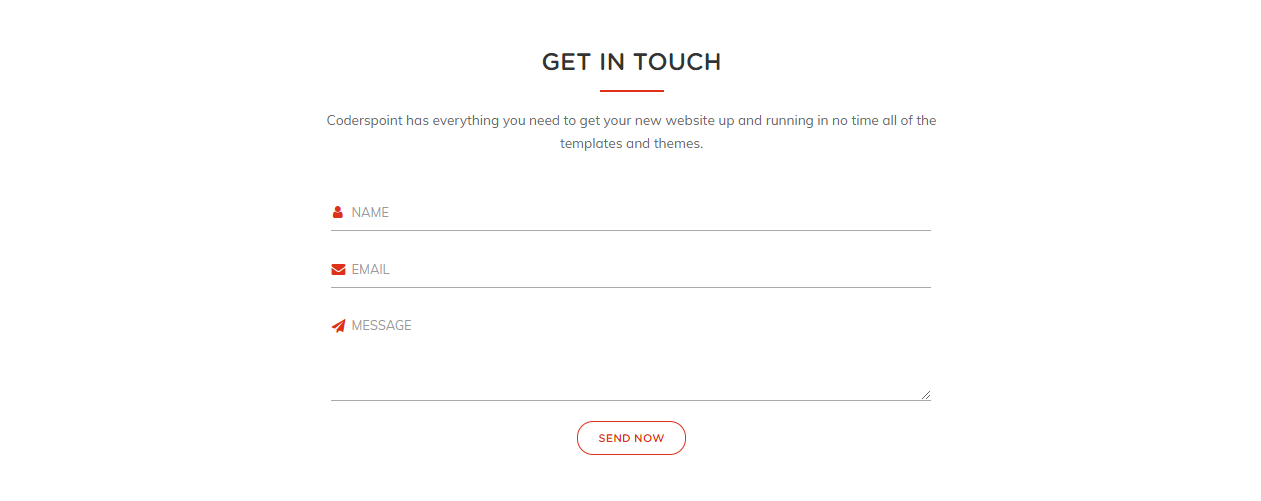 GET IN TOUCH
Coderspoint has everything you need to get your new website up and running in no time all of the
templates and themes.
NAME
EMAIL
MESSAGE
SEND NOW